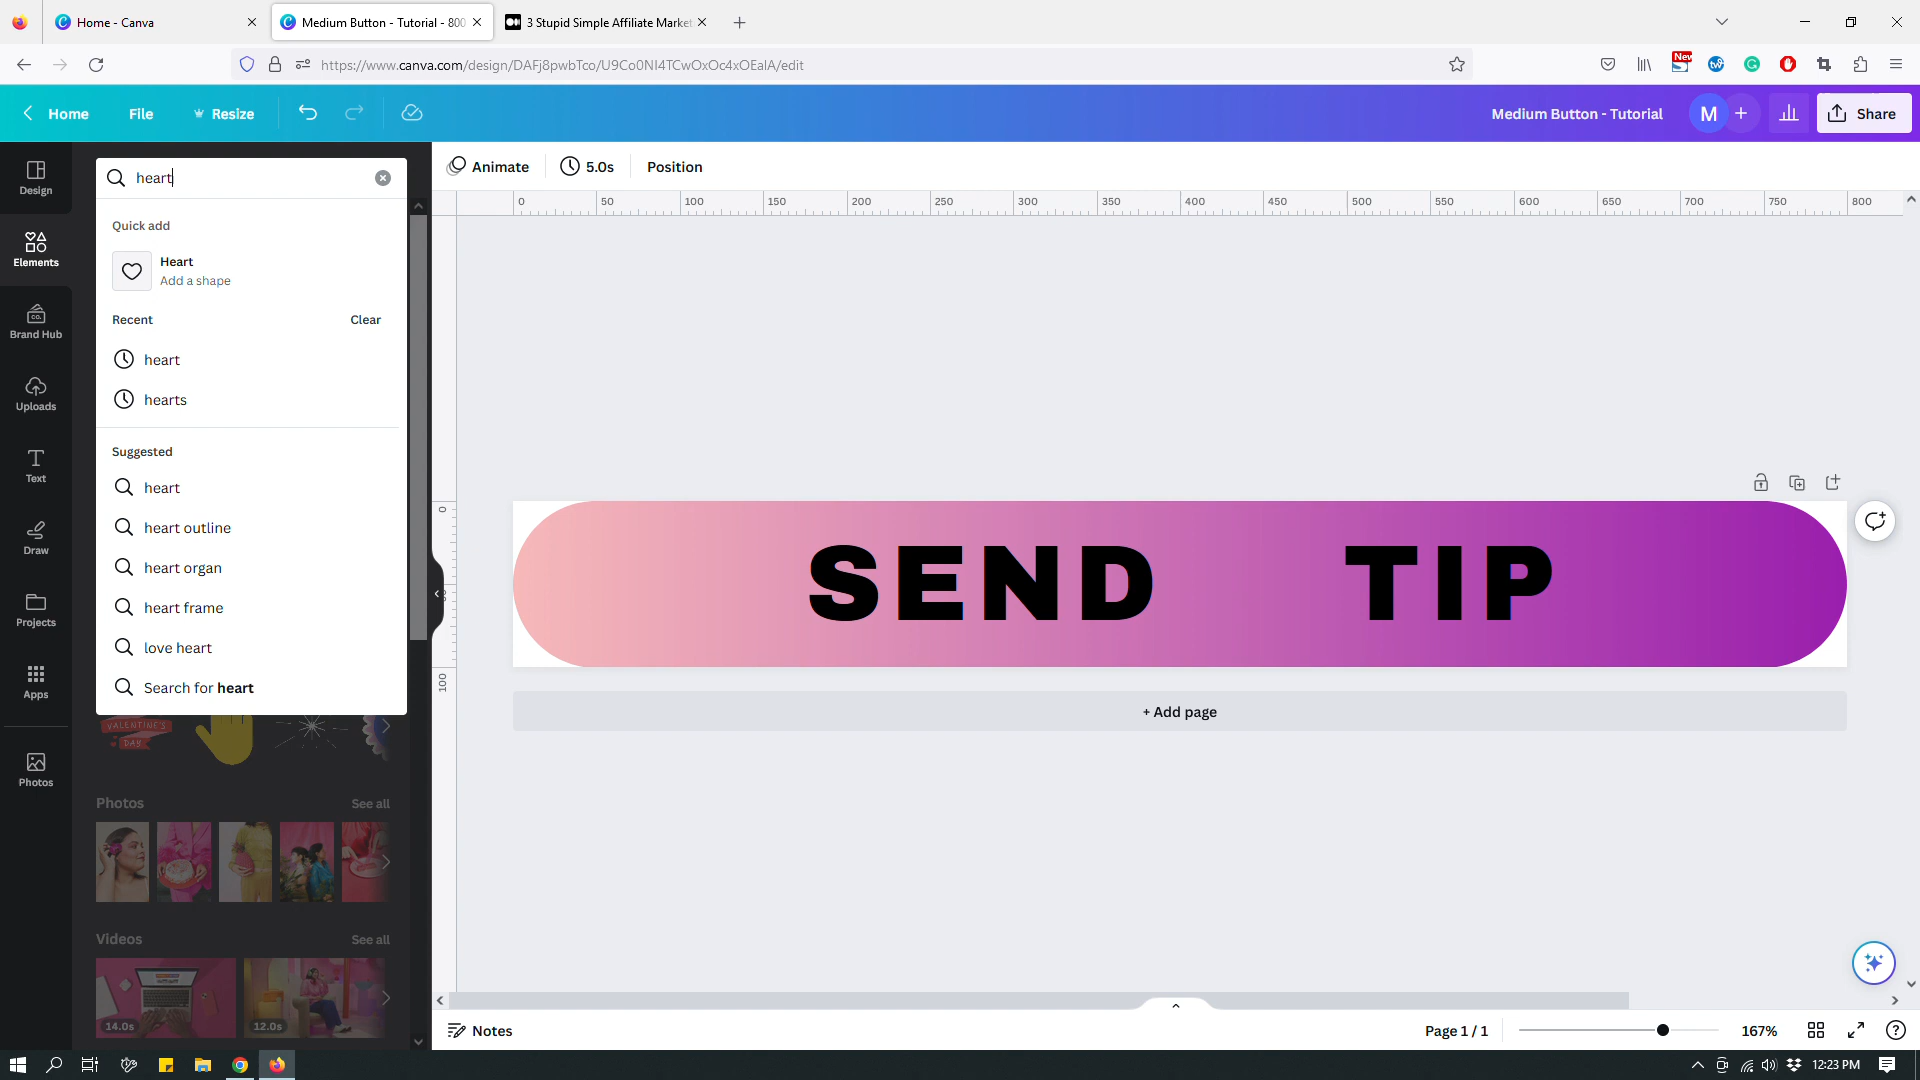 Home - Canva
Medium Button - Tutorial - 800
3 Stupid Simple Affiliate Market
https://www.canva.com/design/DAFj8pwbTco/U9Co0NI4TCwOxOc4xOEalA/edit
New
Home
File
Resize
Medium Button - Tutorial
M
+
Share
Design
Elements
Brand Hub
Uploads
Text
Draw
Projects
Apps
Photos
heart
Quick add
Heart
Add a shape
Recent
Clear
heart
hearts
Suggested
heart
heart outline
heart organ
heart frame
love heart
Search for heart
VALENTINE'S
DAY
Photos
See all
Videos
See all
14.0s
12.0s
Animate
5.0s
Position
0 50 100 150 200 250 300 350 400 450 500 550 600 650 700 750 800
0
100
SEND TIP
+ Add page
Notes
Page 1 / 1
167%
12:23 PM